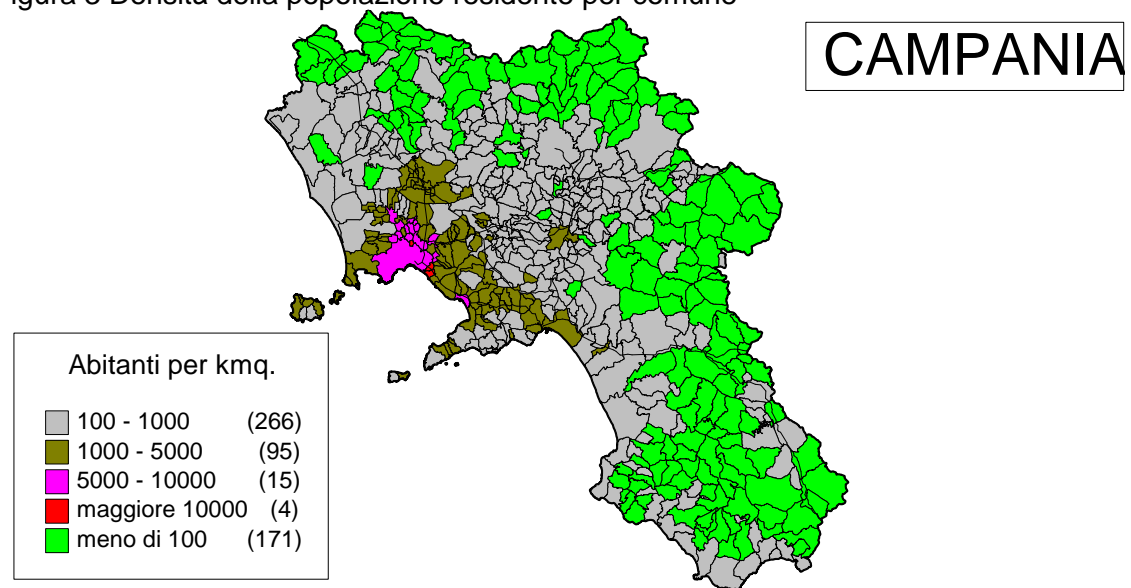 igura 3 Densità della popolazione residente per comune
CAMPANIA
Abitanti per kmq.
100 - 1000 (266)
1000 - 5000 (95)
5000 - 10000 (15)
maggiore 10000 (4)
meno di 100 (171)